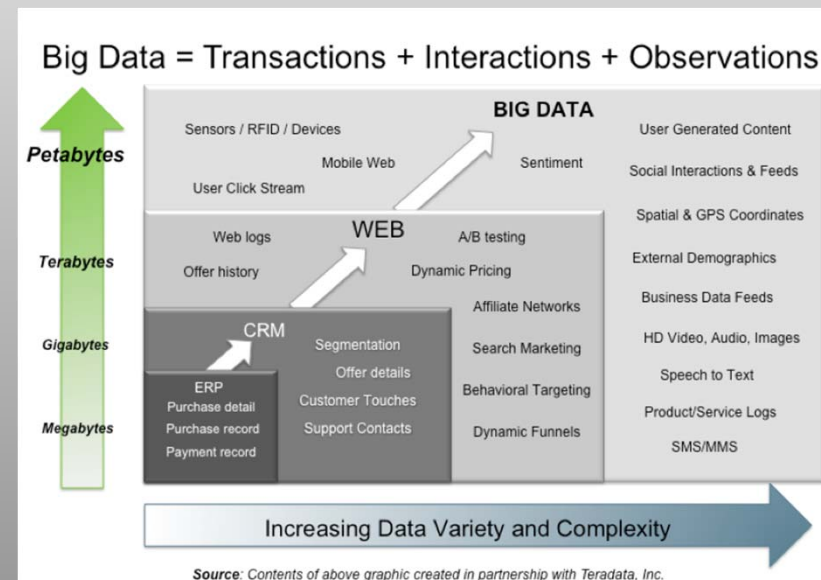 Big Data = Transactions + Interactions + Observations
BIG DATA
Sensors / RFID / Devices
Mobile Web
User Click Stream
Sentiment
User Generated Content
Social Interactions & Feeds
Spatial & GPS Coordinates
External Demographics
Business Data Feeds
HD Video, Audio, Images
Speech to Text
Product/Service Logs
SMS/MMS
WEB
Web logs
Offer history
A/B testing
Dynamic Pricing
Affiliate Networks
Search Marketing
Behavioral Targeting
Dynamic Funnels
CRM
Segmentation
Offer details
Customer Touches
Support Contacts
ERP
Purchase detail
Purchase record
Payment record
Petabytes
Terabytes
Gigabytes
Megabytes
Increasing Data Variety and Complexity
Source: Contents of above graphic created in partnership with Teradata, Inc.